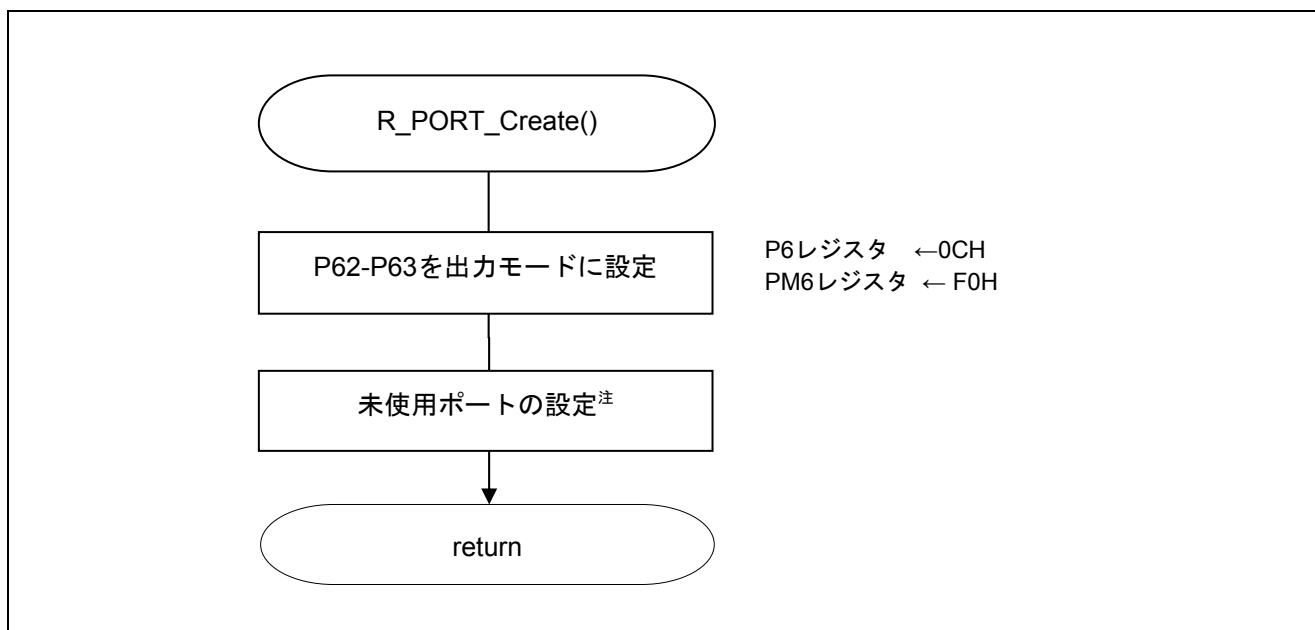 R_PORT_Create()
P62-P63を出力モードに設定
P6レジスタ ←0CH
PM6レジスタ ← F0H
未使用ポートの設定注
return